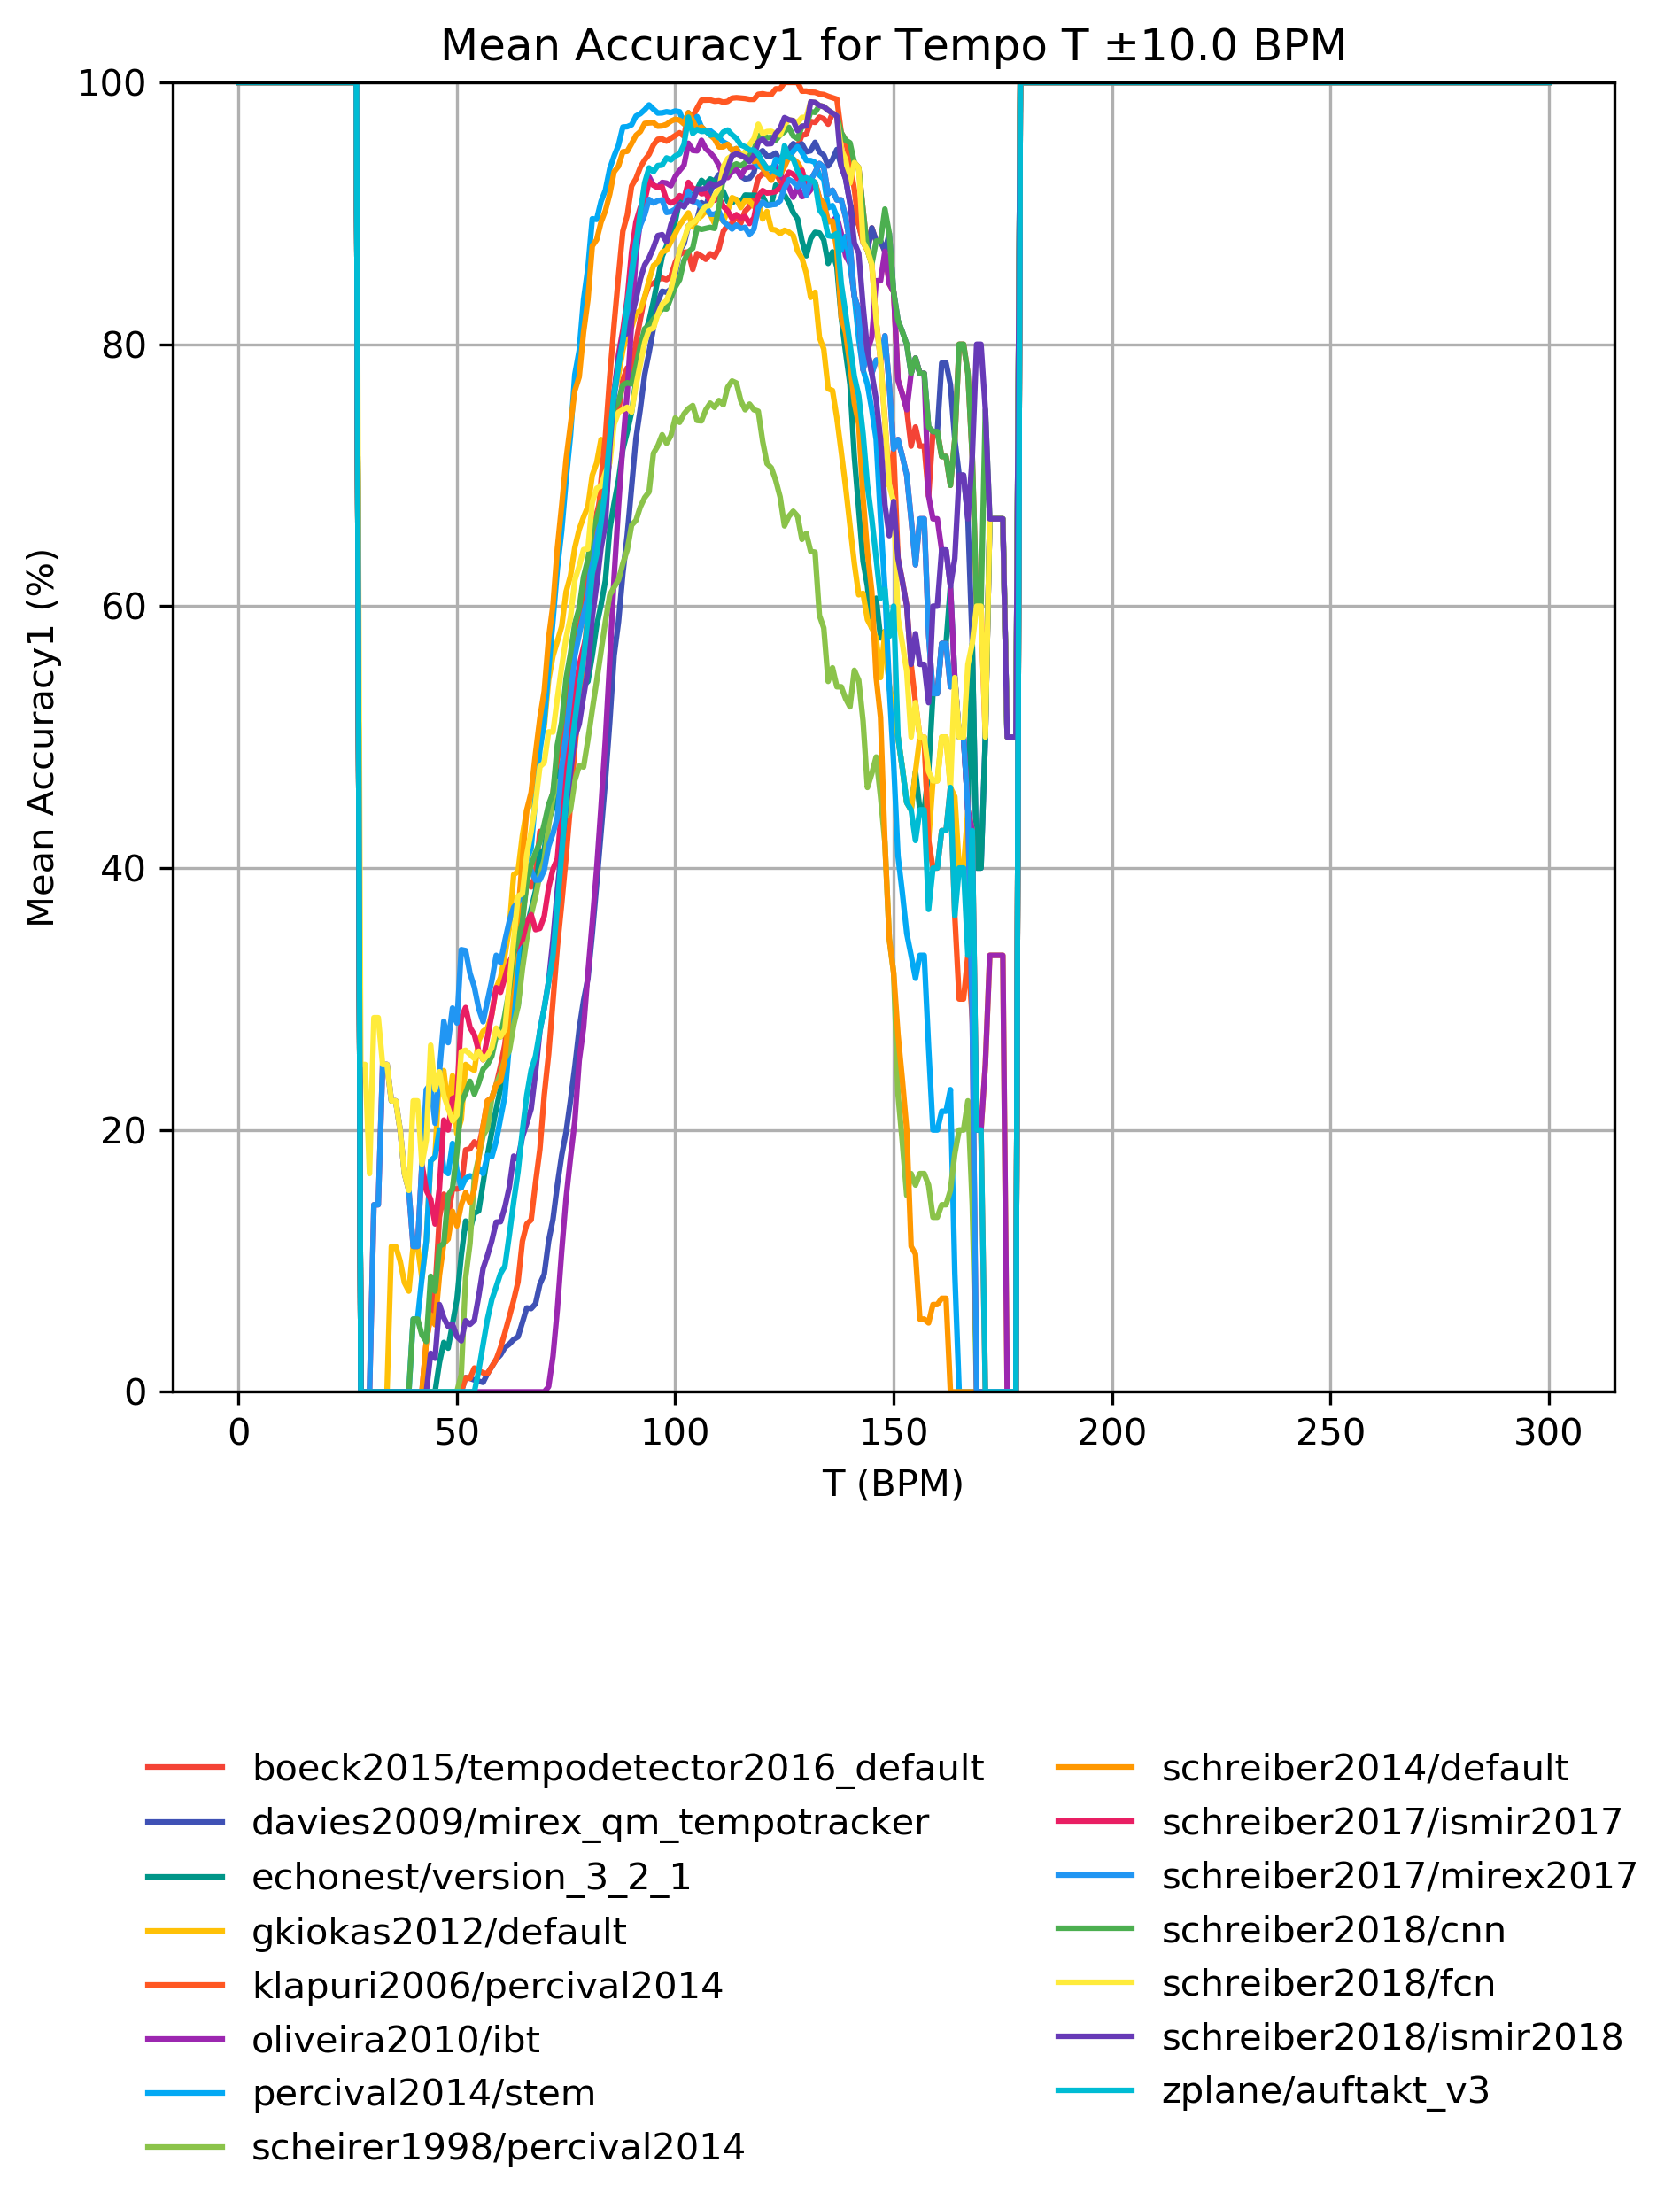 Mean Accuracy1 for Tempo T ±10.0 BPM
100
80
60
40
20
0
Mean Accuracy1 (%)
0 50 100 150 200 250 300
T (BPM)
boeck2015/tempodetector2016_default
davies2009/mirex_qm_tempotracker
echonest/version_3_2_1
gkiokas2012/default
klapuri2006/percival2014
oliveira2010/ibt
percival2014/stem
scheirer1998/percival2014
schreiber2014/default
schreiber2017/ismir2017
schreiber2017/mirex2017
schreiber2018/cnn
schreiber2018/fcn
schreiber2018/ismir2018
zplane/auftakt_v3